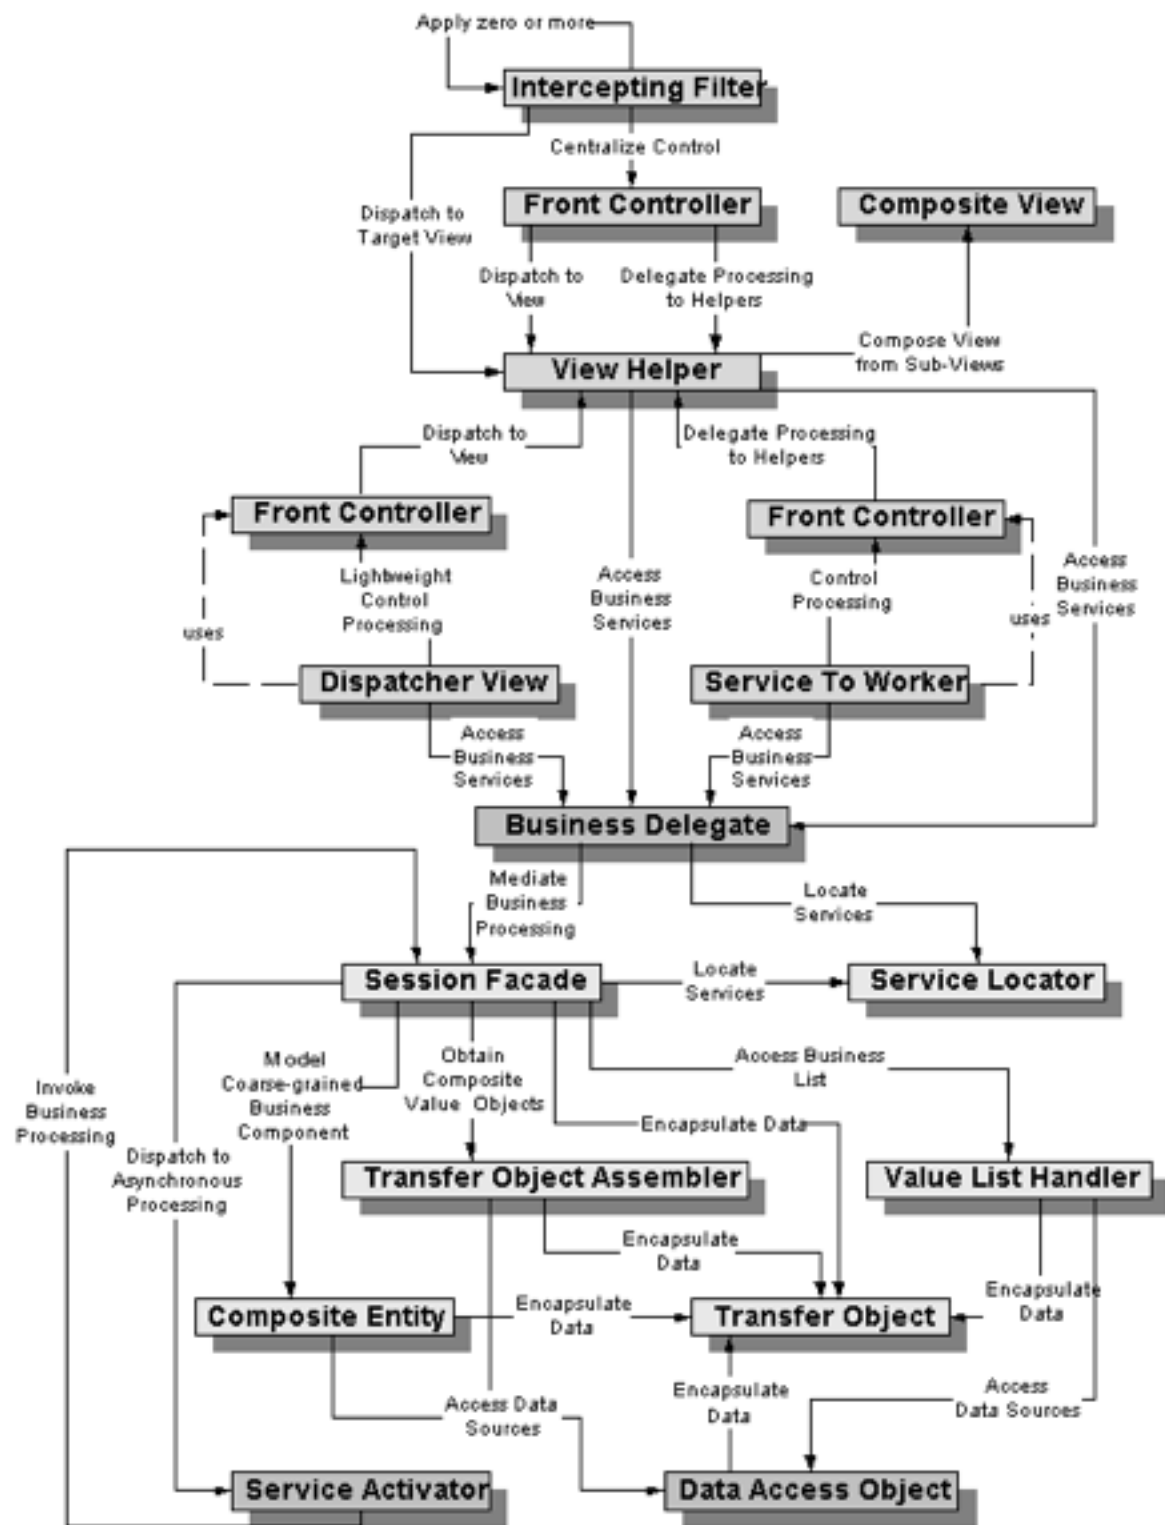 Apply zero or more
Intercepting Filter
Centralize Control
Front Controller
Composite View
Dispatch to
Target View
Dispatch to
View
Delegate Processing
to Helpers
Compose View
from Sub-Views
View Helper
Dispatch to
View
Delegate Processing
to Helpers
Front Controller
Front Controller
Lightweight
Control
Processing
Access
Business
Services
Control
Processing
Access
Business
Services
uses
uses
Dispatcher View
Service To Worker
Access
Business
Services
Access
Business
Services
Business Delegate
Mediate
Business
Processing
Locate
Services
Session Facade
Locate
Services
Service Locator
Invoke
Business
Processing
Model
Coarse-grained
Business
Component
Obtain
Composite
Value Objects
Access Business
List
Encapsulate Data
Dispatch to
Asynchronous
Processing
Transfer Object Assembler
Value List Handler
Encapsulate
Data
Encapsulate
Data
Composite Entity
Encapsulate
Data
Transfer Object
Access Data
Sources
Encapsulate
Data
Access
Data Sources
Service Activator
Data Access Object